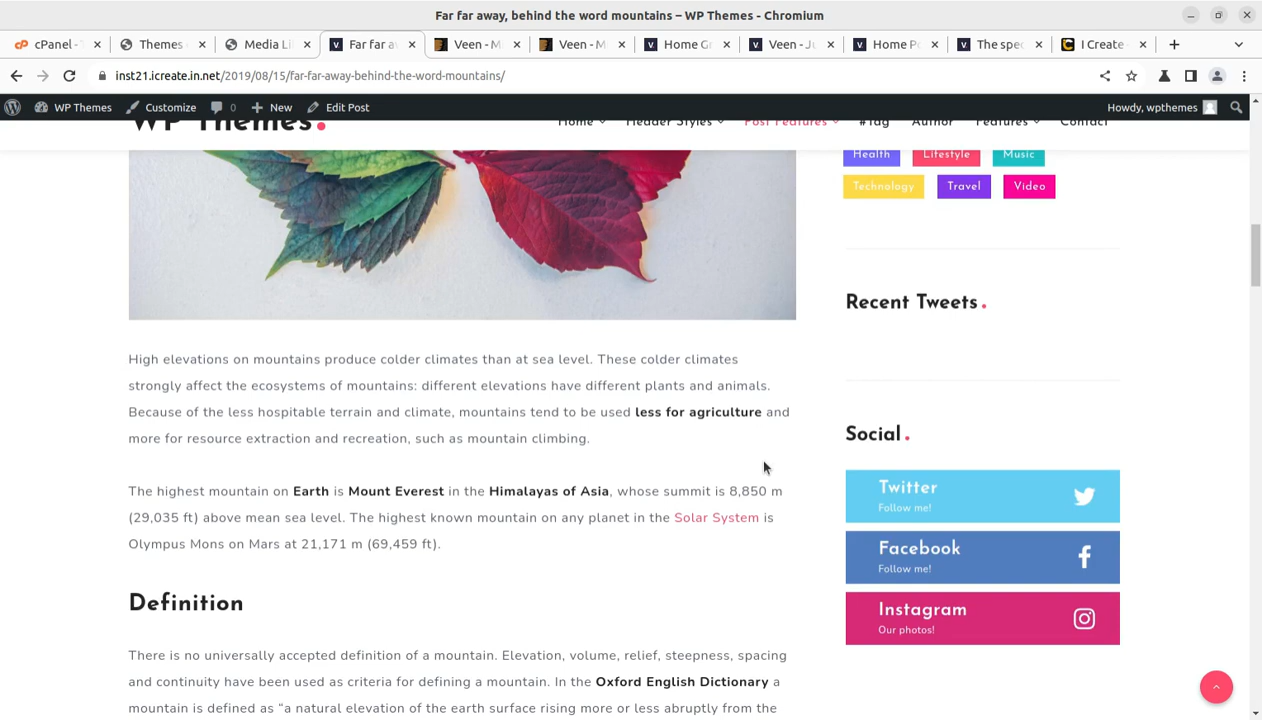 Far far away, behind the word mountains – WP Themes - Chromium
cPanel - Themes Media Li Far far a Veen - M Veen - M Home G Veen - J Home P The spe I Create
inst21.icreate.in.net/2019/08/15/far-far-away-behind-the-word-mountains/
WP Themes Customize 0 New Edit Post Howdy, wpthemes
WP Themes. Home Header Styles Post Features #Tag Author Features Contact
Health Lifestyle Music
Technology Travel Video
Recent Tweets.
High elevations on mountains produce colder climates than at sea level. These colder climates
strongly affect the ecosystems of mountains: different elevations have different plants and animals.
Because of the less hospitable terrain and climate, mountains tend to be used less for agriculture and
more for resource extraction and recreation, such as mountain climbing.
The highest mountain on Earth is Mount Everest in the Himalayas of Asia, whose summit is 8,850 m
(29,035 ft) above mean sea level. The highest known mountain on any planet in the Solar System is
Olympus Mons on Mars at 21,171 m (69,459 ft).
Definition
There is no universally accepted definition of a mountain. Elevation, volume, relief, steepness, spacing
and continuity have been used as criteria for defining a mountain. In the Oxford English Dictionary a
mountain is defined as “a natural elevation of the earth surface rising more or less abruptly from the
Social.
Twitter
Follow me!
Facebook
Follow me!
Instagram
Our photos!